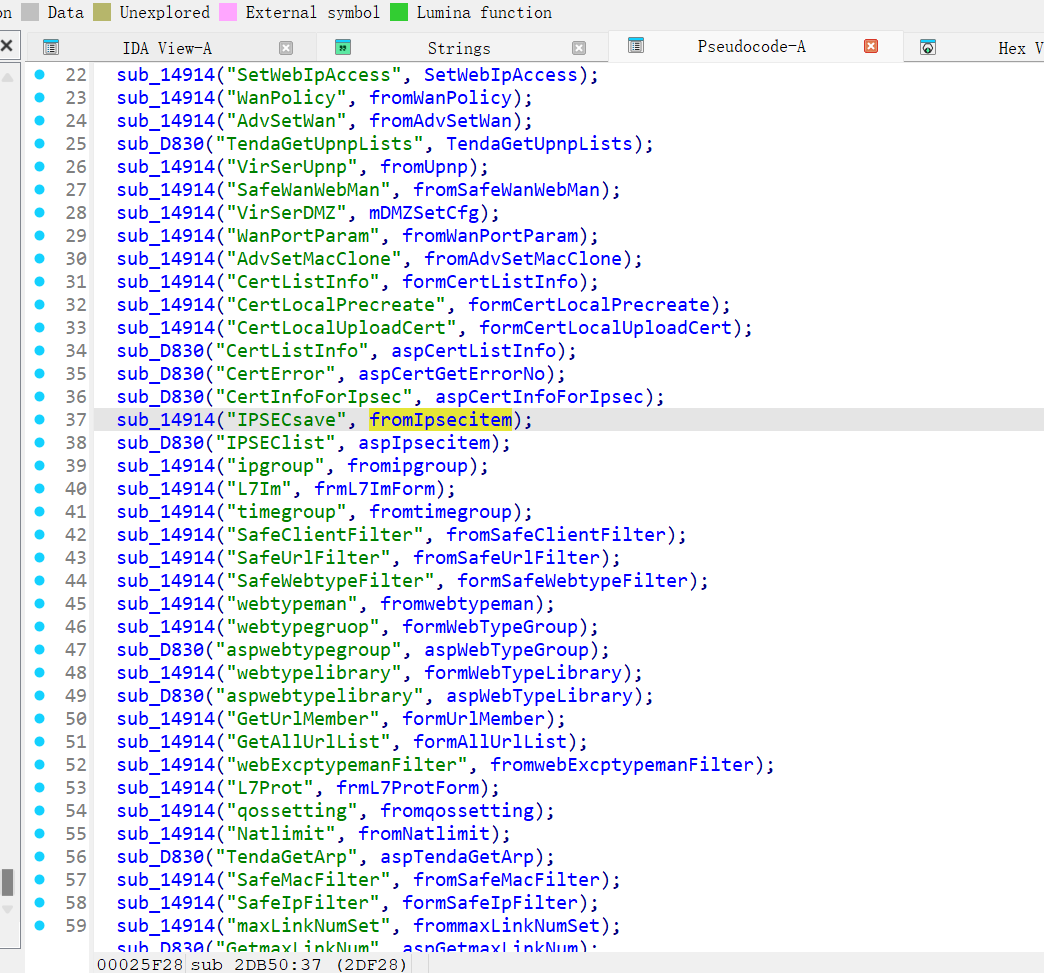 on Data Unexplored External symbol Lumina function
IDA View-A Strings Pseudocode-A Hex V
22 sub_14914("SetWebIpAccess", SetWebIpAccess);
23 sub_14914("WanPolicy", fromWanPolicy);
24 sub_14914("AdvSetWan", fromAdvSetWan);
25 sub_D830("TendaGetUpnpLists", TendaGetUpnpLists);
26 sub_14914("VirSerUpnp", fromUpnp);
27 sub_14914("SafeWanWebMan", fromSafeWanWebMan);
28 sub_14914("VirSerDMZ", mDMZSetCfg);
29 sub_14914("WanPortParam", fromWanPortParam);
30 sub_14914("AdvSetMacClone", fromAdvSetMacClone);
31 sub_14914("CertListInfo", formCertListInfo);
32 sub_14914("CertLocalPrecreate", formCertLocalPrecreate);
33 sub_14914("CertLocalUploadCert", formCertLocalUploadCert);
34 sub_D830("CertListInfo", aspCertListInfo);
35 sub_D830("CertError", aspCertGetErrorNo);
36 sub_D830("CertInfoForIpsec", aspCertInfoForIpsec);
37 sub_14914("IPSECsave", fromIpsecitem);
38 sub_D830("IPSEClist", aspIpsecitem);
39 sub_14914("ipgroup", fromipgroup);
40 sub_14914("L7Im", frmL7ImForm);
41 sub_14914("timegroup", fromtimegroup);
42 sub_14914("SafeClientFilter", fromSafeClientFilter);
43 sub_14914("SafeUrlFilter", fromSafeUrlFilter);
44 sub_14914("SafeWebtypeFilter", formSafeWebtypeFilter);
45 sub_14914("webtypeman", fromwebtypeman);
46 sub_14914("webtypegruop", formWebTypeGroup);
47 sub_D830("aspwebtypegroup", aspWebTypeGroup);
48 sub_14914("webtypelibrary", formWebTypeLibrary);
49 sub_D830("aspwebtypelibrary", aspWebTypeLibrary);
50 sub_14914("GetUrlMember", formUrlMember);
51 sub_14914("GetAllUrlList", formAllUrlList);
52 sub_14914("webExcptypemanFilter", fromwebExcptypemanFilter);
53 sub_14914("L7Prot", frmL7ProtForm);
54 sub_14914("qossetting", fromqossetting);
55 sub_14914("Natlimit", fromNatlimit);
56 sub_D830("TendaGetArp", aspTendaGetArp);
57 sub_14914("SafeMacFilter", fromSafeMacFilter);
58 sub_14914("SafeIpFilter", formSafeIpFilter);
59 sub_14914("maxLinkNumSet", frommaxLinkNumSet);
sub_D830("GetmaxLinkNum", aspGetmaxLinkNum);
00025F28 sub_2DB50:37 (2DF28)